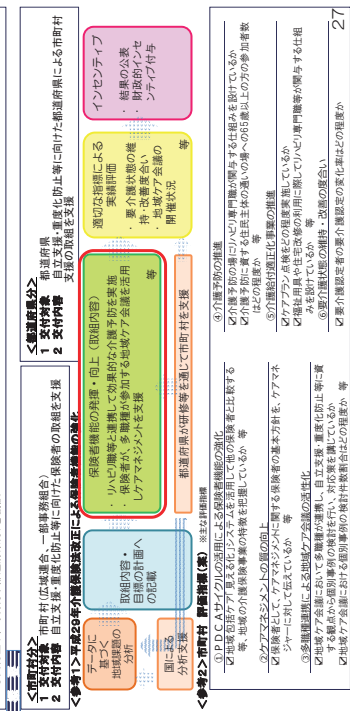 ＜市町村分＞
1 交付対象 市町村(広域連合、一部事務組合)
2 交付内容 自立支援・重度化防止等に向けた保険者の取組を支援
＜都道府県分＞
1 交付対象 都道府県
2 交付内容 自立支援・重度化防止等に向けた都道府県による市町村
支援の取組を支援
＜参考1＞平成29年介護保険法改正による保険者機能の強化
データに
基づく
地域課題の
分析
取組内容・
目標の計画へ
の記載
保険者機能の発揮・向上(取組内容)
・ リハビリ職等と連携して効果的な介護予防を実施
・ 保険者が、多職種が参加する地域ケア会議を活用
しケアマネジメントを支援
等
適切な指標による
実績評価
・ 要介護状態の維
持・改善度合い
・ 地域ケア会議の
開催状況
等
インセンティブ
・ 結果の公表
・ 財政的インセ
ンティブ付与
国による
分析支援
都道府県が研修等を通じて市町村を支援
＜参考2＞市町村 評価指標(案) ※主な評価指標
①PDCAサイクルの活用による保険者機能の強化
☑地域包括ケア「見える化」システムを活用して他の保険者と比較する
等、地域の介護保険事業の特徴を把握しているか 等
②ケアマネジメントの質の向上
☑保険者として、ケアマネジメントに関する保険者の基本方針を、ケアマネ
ジャーに対して伝えているか 等
③多職種連携による地域ケア会議の活性化
☑地域ケア会議において多職種が連携し、自立支援・重度化防止等に資
する観点から個別事例の検討を行い、対応策を講じているか
☑地域ケア会議における個別事例の検討件数割合はどの程度か 等
④介護予防の推進
☑介護予防の場にリハビリ専門職が関与する仕組みを設けているか
☑介護予防に資する住民主体の通いの場への65歳以上の方の参加者数
はどの程度か 等
⑤介護給付適正化事業の推進
☑ケアプラン点検をどの程度実施しているか
☑福祉用具や住宅改修の利用に際してリハビリ専門職等が関与する仕組
みを設けているか 等
⑥要介護状態の維持・改善の度合い
☑要介護認定者の要介護認定の変化率はどの程度か
27